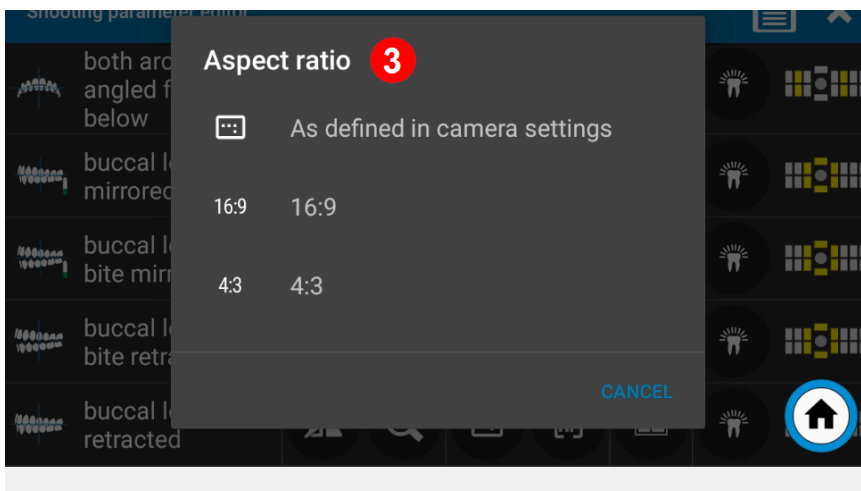 Shooting parameter editor
Aspect ratio 3
both arc
angled f
below
As defined in camera settings
buccal l
mirrored
16:9 16:9
buccal l
bite mirr
4:3 4:3
buccal l
bite retra
CANCEL
buccal l
retracted